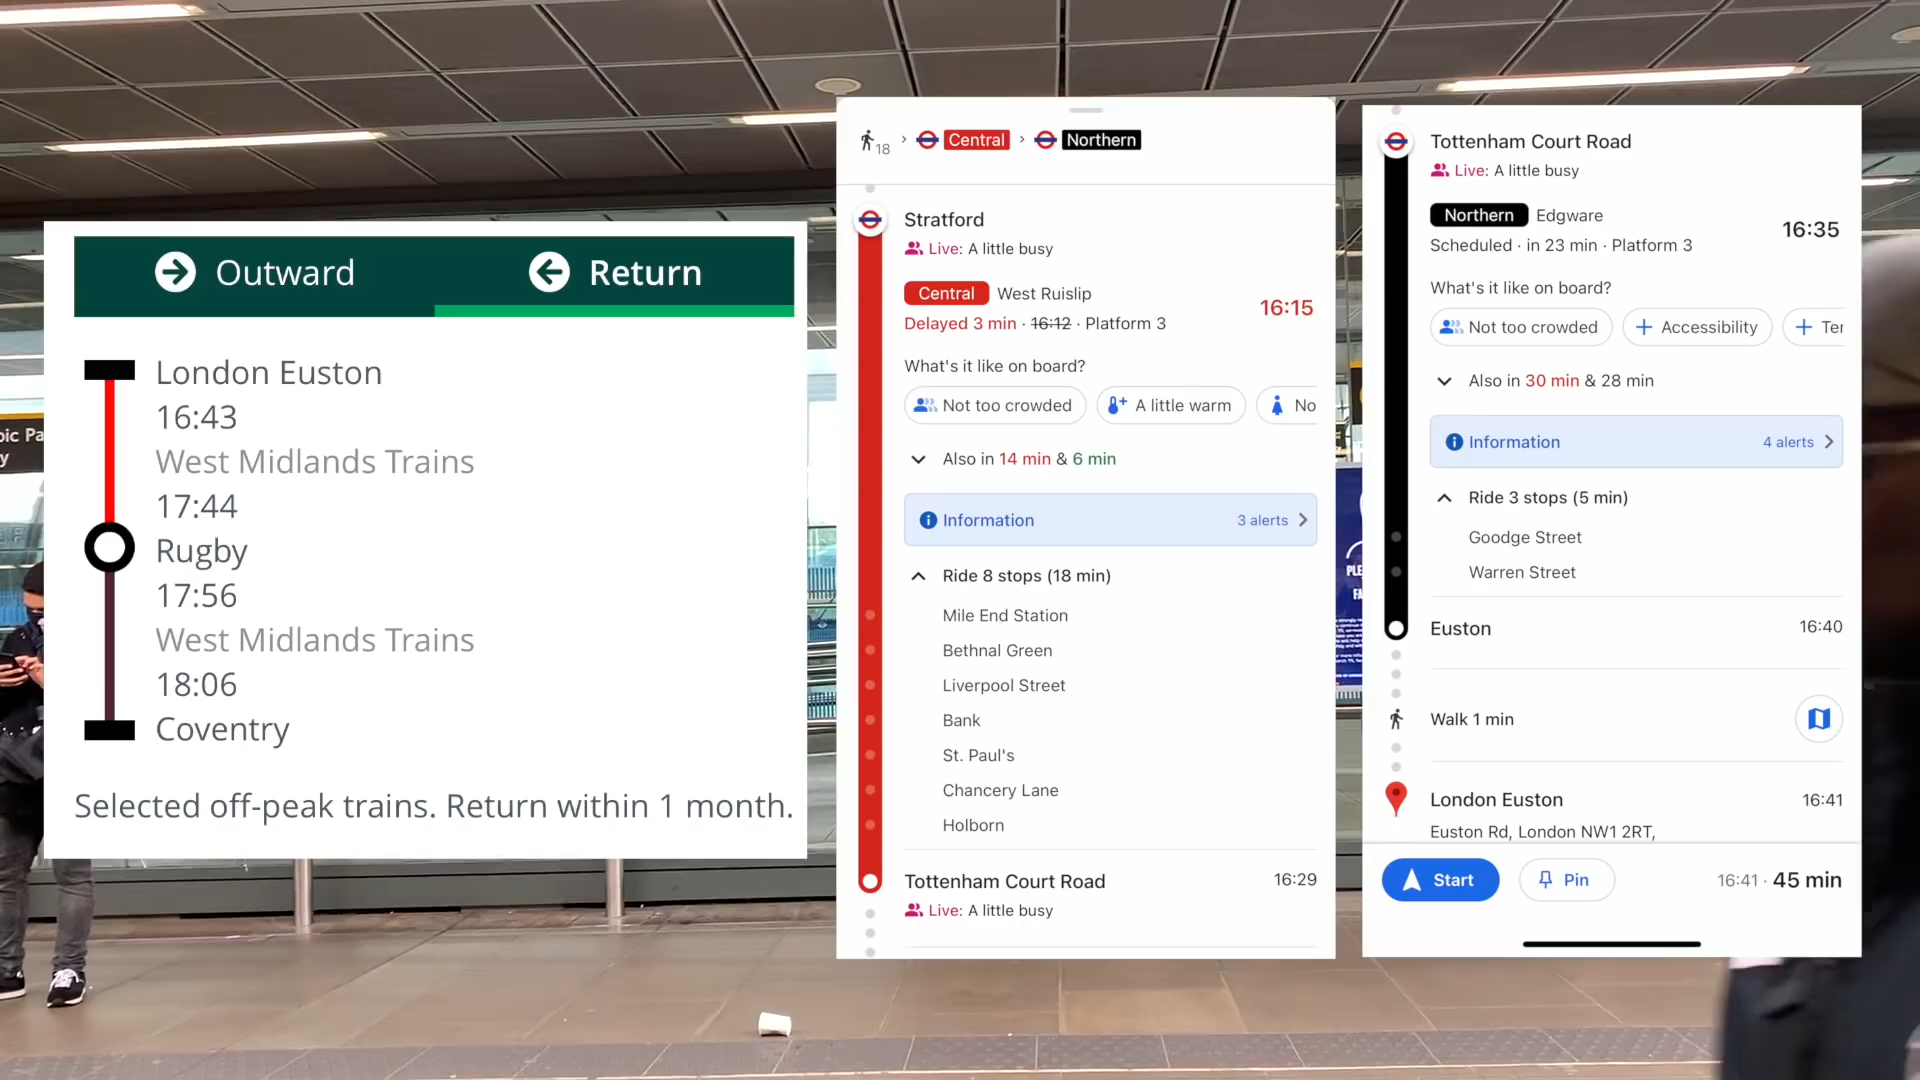 Outward
Return
London Euston
16:43
West Midlands Trains
17:44
Rugby
17:56
West Midlands Trains
18:06
Coventry
Selected off-peak trains. Return within 1 month.
18 Central Northern
Stratford
Live: A little busy
Central West Ruislip
16:15
Delayed 3 min · 16:12 · Platform 3
What's it like on board?
Not too crowded
A little warm
No
Also in 14 min & 6 min
Information
3 alerts
Ride 8 stops (18 min)
Mile End Station
Bethnal Green
Liverpool Street
Bank
St. Paul's
Chancery Lane
Holborn
Tottenham Court Road
16:29
Live: A little busy
Tottenham Court Road
Live: A little busy
Northern Edgware
16:35
Scheduled · in 23 min · Platform 3
What's it like on board?
Not too crowded
Accessibility
Ter
Also in 30 min & 28 min
Information
4 alerts
Ride 3 stops (5 min)
Goodge Street
Warren Street
Euston
16:40
Walk 1 min
London Euston
16:41
Euston Rd, London NW1 2RT,
Start
Pin
16:41 · 45 min